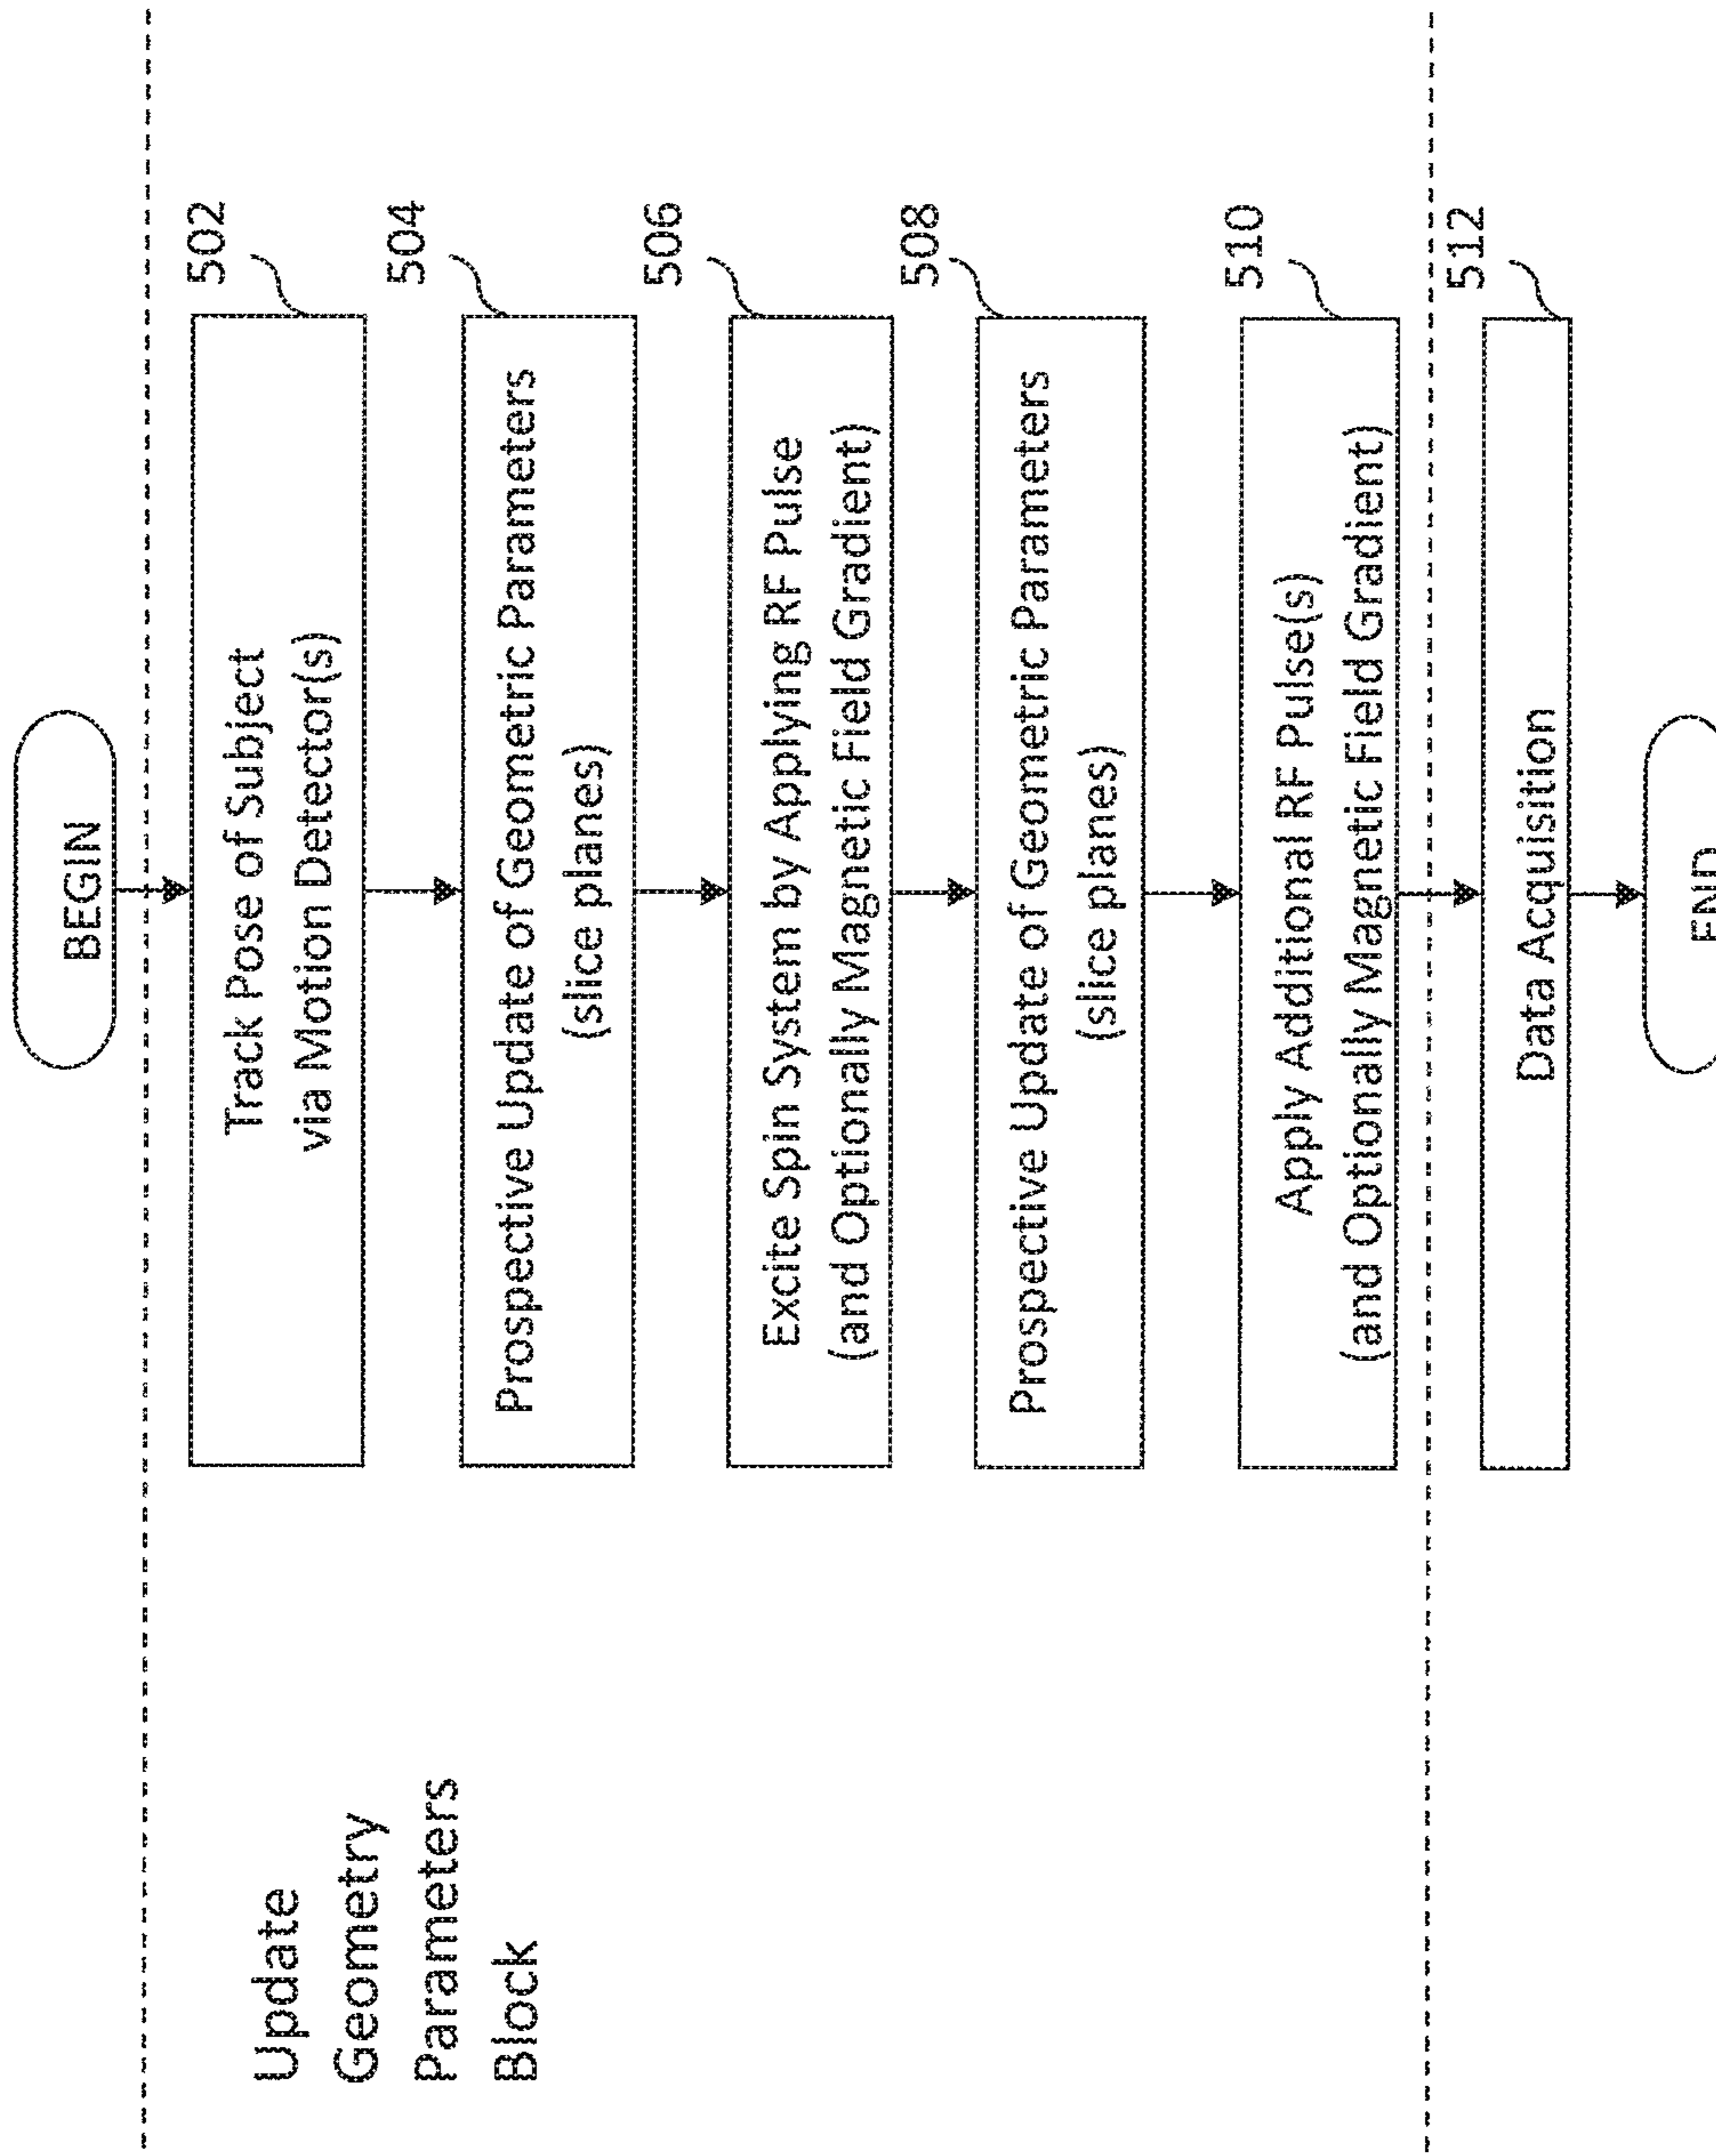 BEGIN
Update
Geometry
Parameters
Block
502
Track Pose of Subject
via Motion Detector(s)
504
Prospective Update of Geometric Parameters
(slice planes)
506
Excite Spin System by Applying RF Pulse
(and Optionally Magnetic Field Gradient)
508
Prospective Update of Geometric Parameters
(slice planes)
510
Apply Additional RF Pulse(s)
(and Optionally Magnetic Field Gradient)
512
Data Acquisition
END